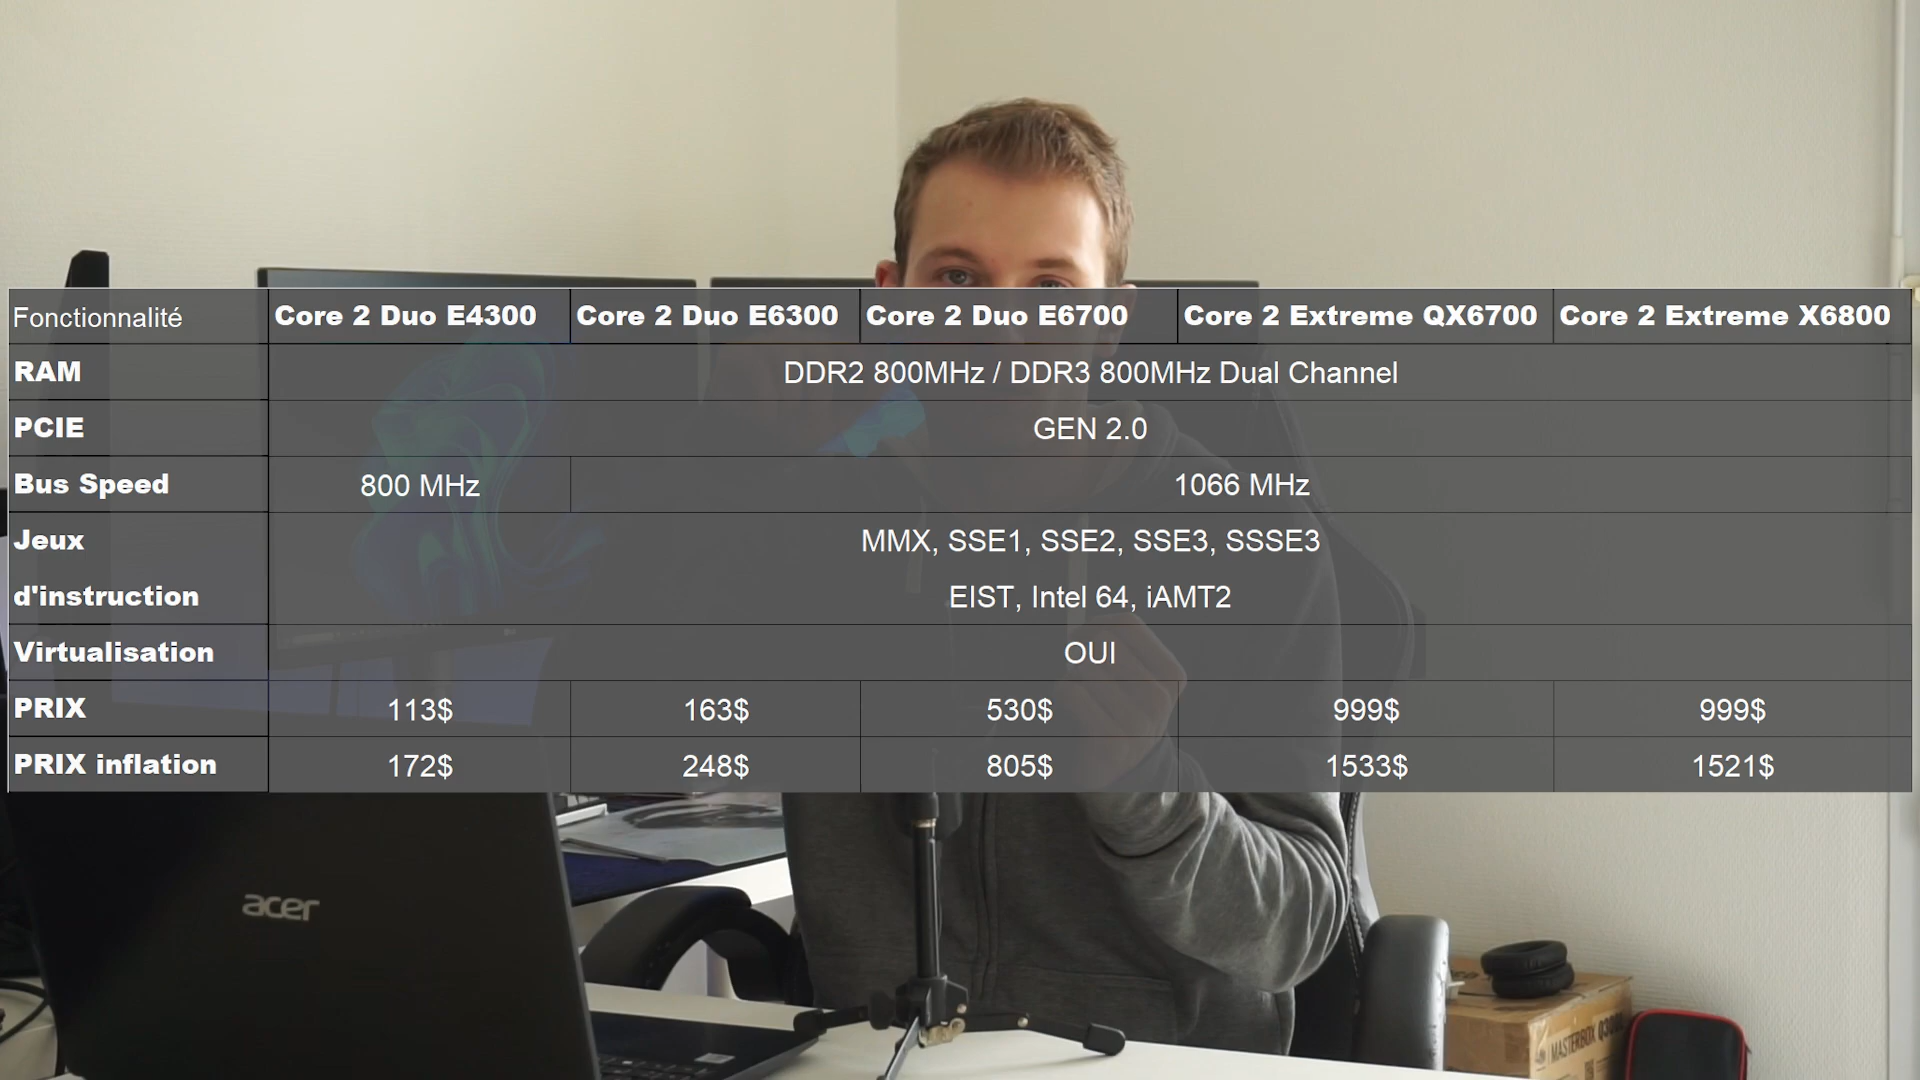 Fonctionnalité Core 2 Duo E4300 Core 2 Duo E6300 Core 2 Duo E6700 Core 2 Extreme QX6700 Core 2 Extreme X6800
RAM DDR2 800MHz / DDR3 800MHz Dual Channel
PCIE GEN 2.0
Bus Speed 800 MHz 1066 MHz
Jeux MMX, SSE1, SSE2, SSE3, SSSE3
d'instruction EIST, Intel 64, iAMT2
Virtualisation OUI
PRIX 113$ 163$ 530$ 999$ 999$
PRIX inflation 172$ 248$ 805$ 1533$ 1521$
acer
MASTERBOX